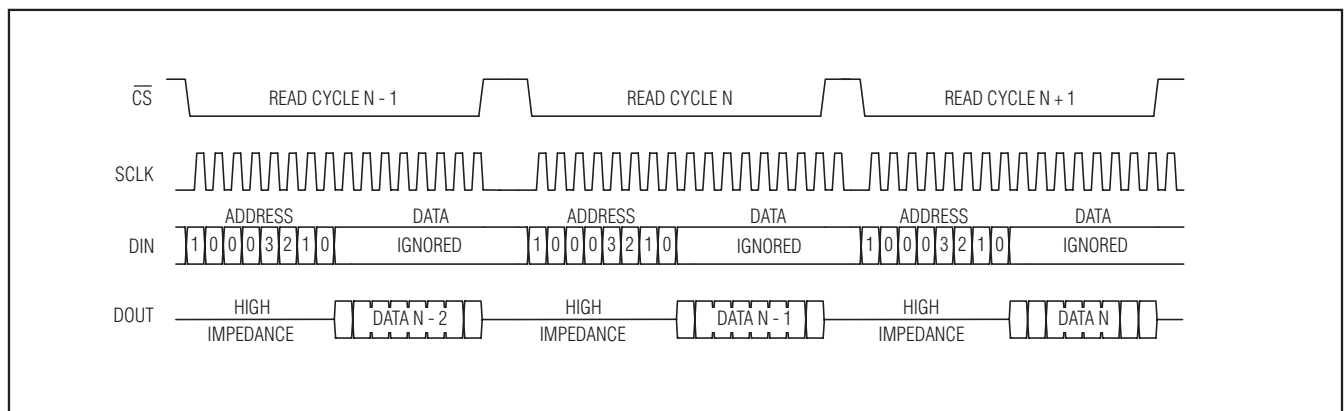 CS READ CYCLE N - 1 READ CYCLE N READ CYCLE N + 1
SCLK
ADDRESS DATA ADDRESS DATA ADDRESS DATA
DIN 1 0 0 0 3 2 1 0 IGNORED 1 0 0 0 3 2 1 0 IGNORED 1 0 0 0 3 2 1 0 IGNORED
DOUT HIGH IMPEDANCE DATA N - 2 HIGH IMPEDANCE DATA N - 1 HIGH IMPEDANCE DATA N